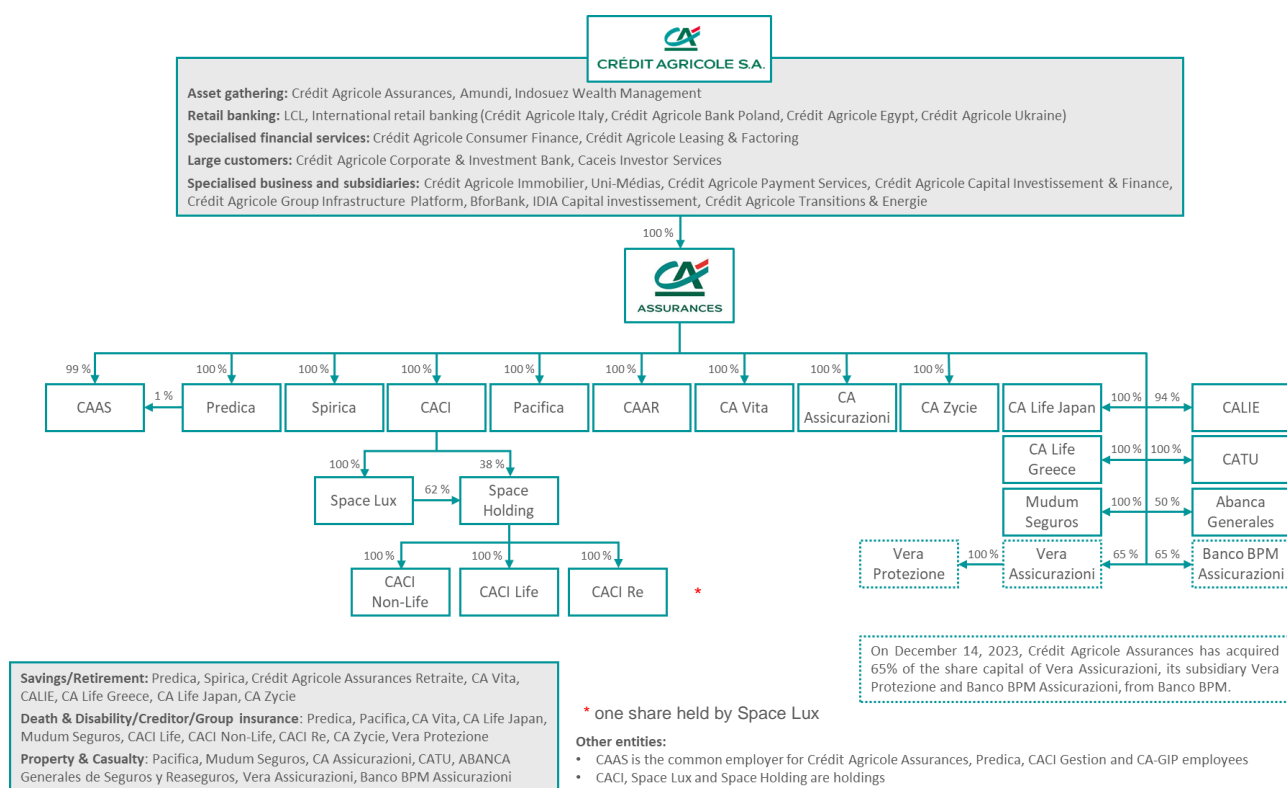 CRÉDIT AGRICOLE S.A.
Asset gathering: Crédit Agricole Assurances, Amundi, Indosuez Wealth Management
Retail banking: LCL, International retail banking (Crédit Agricole Italy, Crédit Agricole Bank Poland, Crédit Agricole Egypt, Crédit Agricole Ukraine)
Specialised financial services: Crédit Agricole Consumer Finance, Crédit Agricole Leasing & Factoring
Large customers: Crédit Agricole Corporate & Investment Bank, Caceis Investor Services
Specialised business and subsidiaries: Crédit Agricole Immobilier, Uni-Médias, Crédit Agricole Payment Services, Crédit Agricole Capital Investissement & Finance,
Crédit Agricole Group Infrastructure Platform, BforBank, IDIA Capital investissement, Crédit Agricole Transitions & Energie
100 %
ASSURANCES
99 %
100 %
100 %
100 %
100 %
100 %
100 %
100 %
100 %
CAAS
1 %
Predica
Spirica
CACI
Pacifica
CAAR
CA Vita
CA
Assicurazioni
CA Zycie
CA Life Japan
100 %
94 %
CALIE
CA Life
Greece
100 %
100 %
CATU
Mudum
Seguros
100 %
50 %
Abanca
Generales
Vera
Protezione
100 %
Vera
Assicurazioni
65 %
65 %
Banco BPM
Assicurazioni
100 %
38 %
Space Lux
62 %
Space
Holding
100 %
100 %
100 %
CACI
Non-Life
CACI Life
CACI Re
*
On December 14, 2023, Crédit Agricole Assurances has acquired
65% of the share capital of Vera Assicurazioni, its subsidiary Vera
Protezione and Banco BPM Assicurazioni, from Banco BPM.
Savings/Retirement: Predica, Spirica, Crédit Agricole Assurances Retraite, CA Vita,
CALIE, CA Life Greece, CA Life Japan, CA Zycie
Death & Disability/Creditor/Group insurance: Predica, Pacifica, CA Vita, CA Life Japan,
Mudum Seguros, CACI Life, CACI Non-Life, CACI Re, CA Zycie, Vera Protezione
Property & Casualty: Pacifica, Mudum Seguros, CA Assicurazioni, CATU, ABANCA
Generales de Seguros y Reaseguros, Vera Assicurazioni, Banco BPM Assicurazioni
* one share held by Space Lux
Other entities:
• CAAS is the common employer for Crédit Agricole Assurances, Predica, CACI Gestion and CA-GIP employees
• CACI, Space Lux and Space Holding are holdings